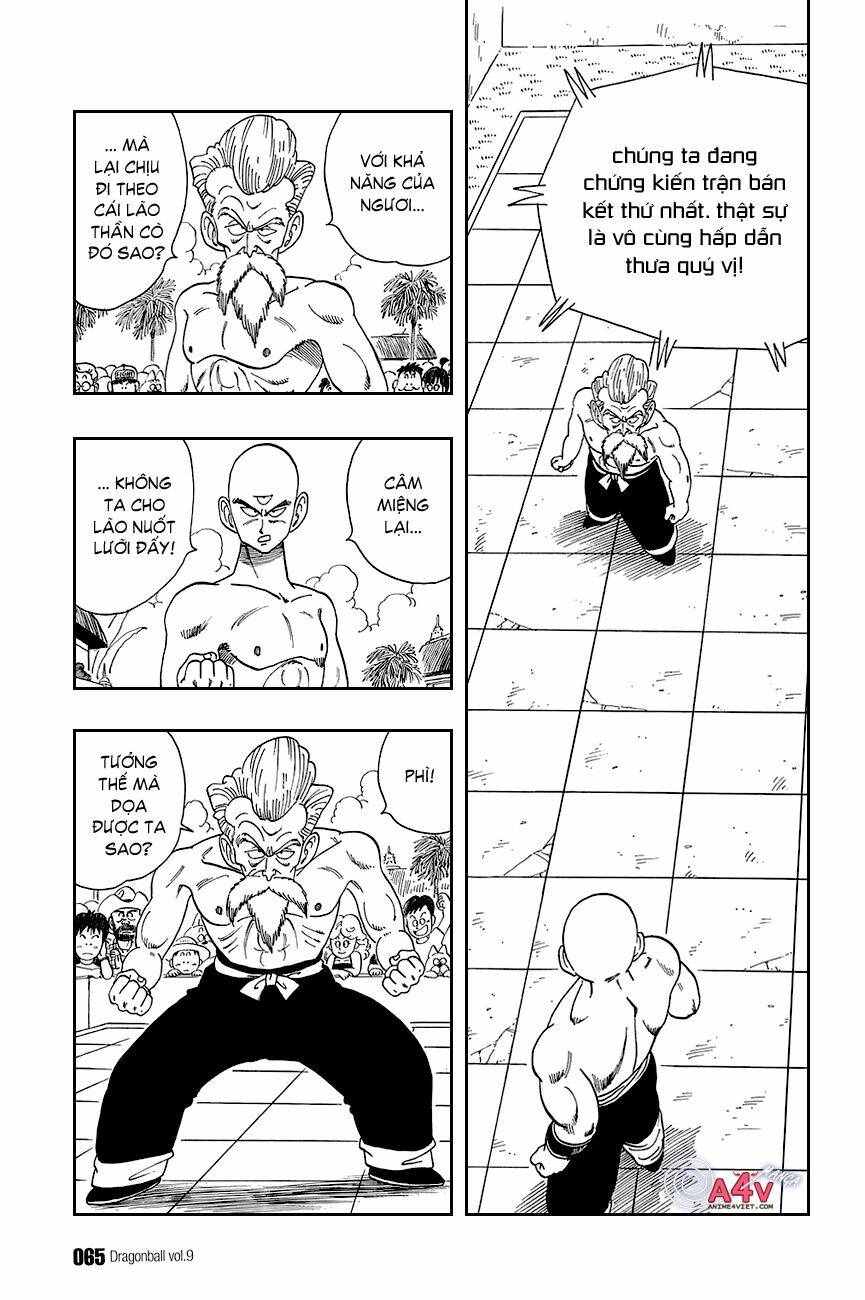 chúng ta đang
chứng kiến trận bán
kết thứ nhất. thật sự
là vô cùng hấp dẫn
thưa quý vị!
VỚI KHẢ
NĂNG CỦA
NGƯƠI...
... MÀ
LẠI CHỊU
ĐI THEO
CÁI LÃO
THẦN CÒ
ĐÓ SAO?
FIGHT
CÂM
MIỆNG
LẠI...
... KHÔNG
TA CHO
LÃO NUỐT
LƯỠI ĐẤY!
PHÌ!
TƯỞNG
THẾ MÀ
DỌA
ĐƯỢC TA
SAO?
Manga
A4v
ANIME4VIET.COM
065 Dragonball vol.9